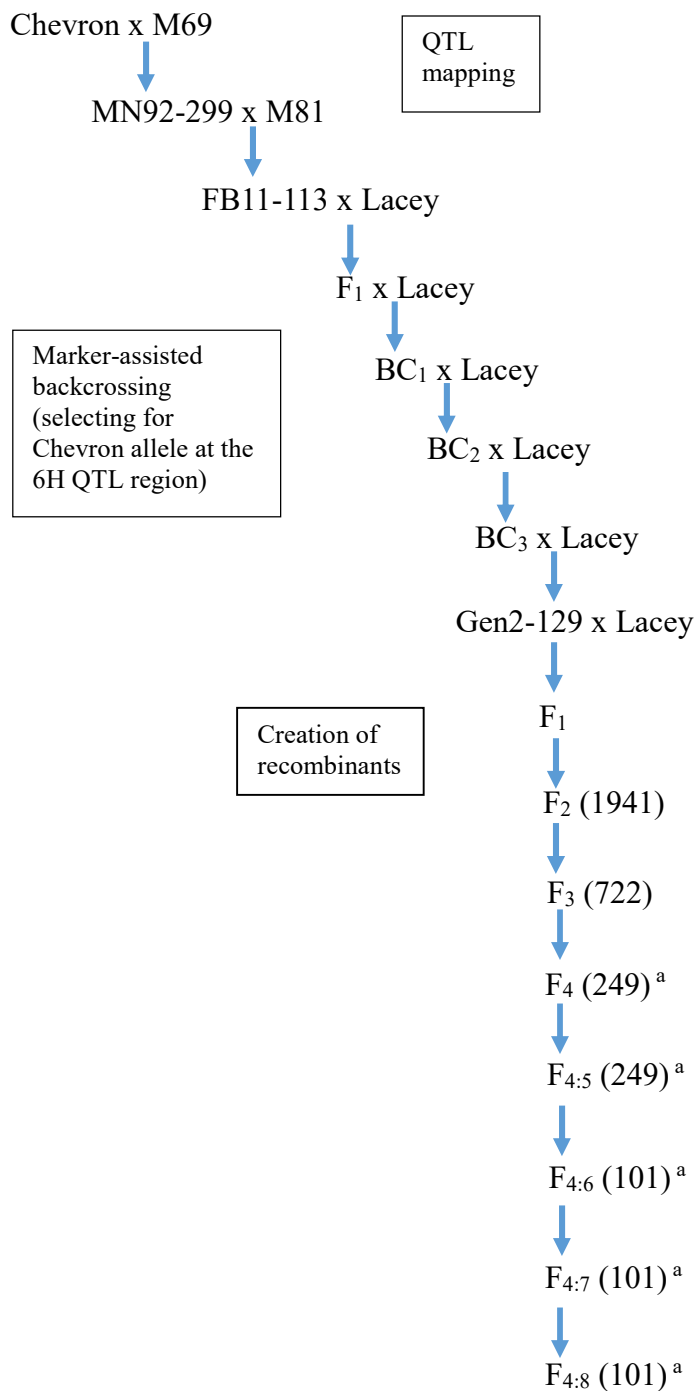 Chevron x M69
QTL
mapping
MN92-299 x M81
FB11-113 x Lacey
F₁ x Lacey
Marker-assisted
backcrossing
(selecting for
Chevron allele at the
6H QTL region)
BC₁ x Lacey
BC₂ x Lacey
BC₃ x Lacey
Gen2-129 x Lacey
Creation of
recombinants
F₁
F₂ (1941)
F₃ (722)
F₄ (249) ᵃ
F₄:₅ (249) ᵃ
F₄:₆ (101) ᵃ
F₄:₇ (101) ᵃ
F₄:₈ (101) ᵃ